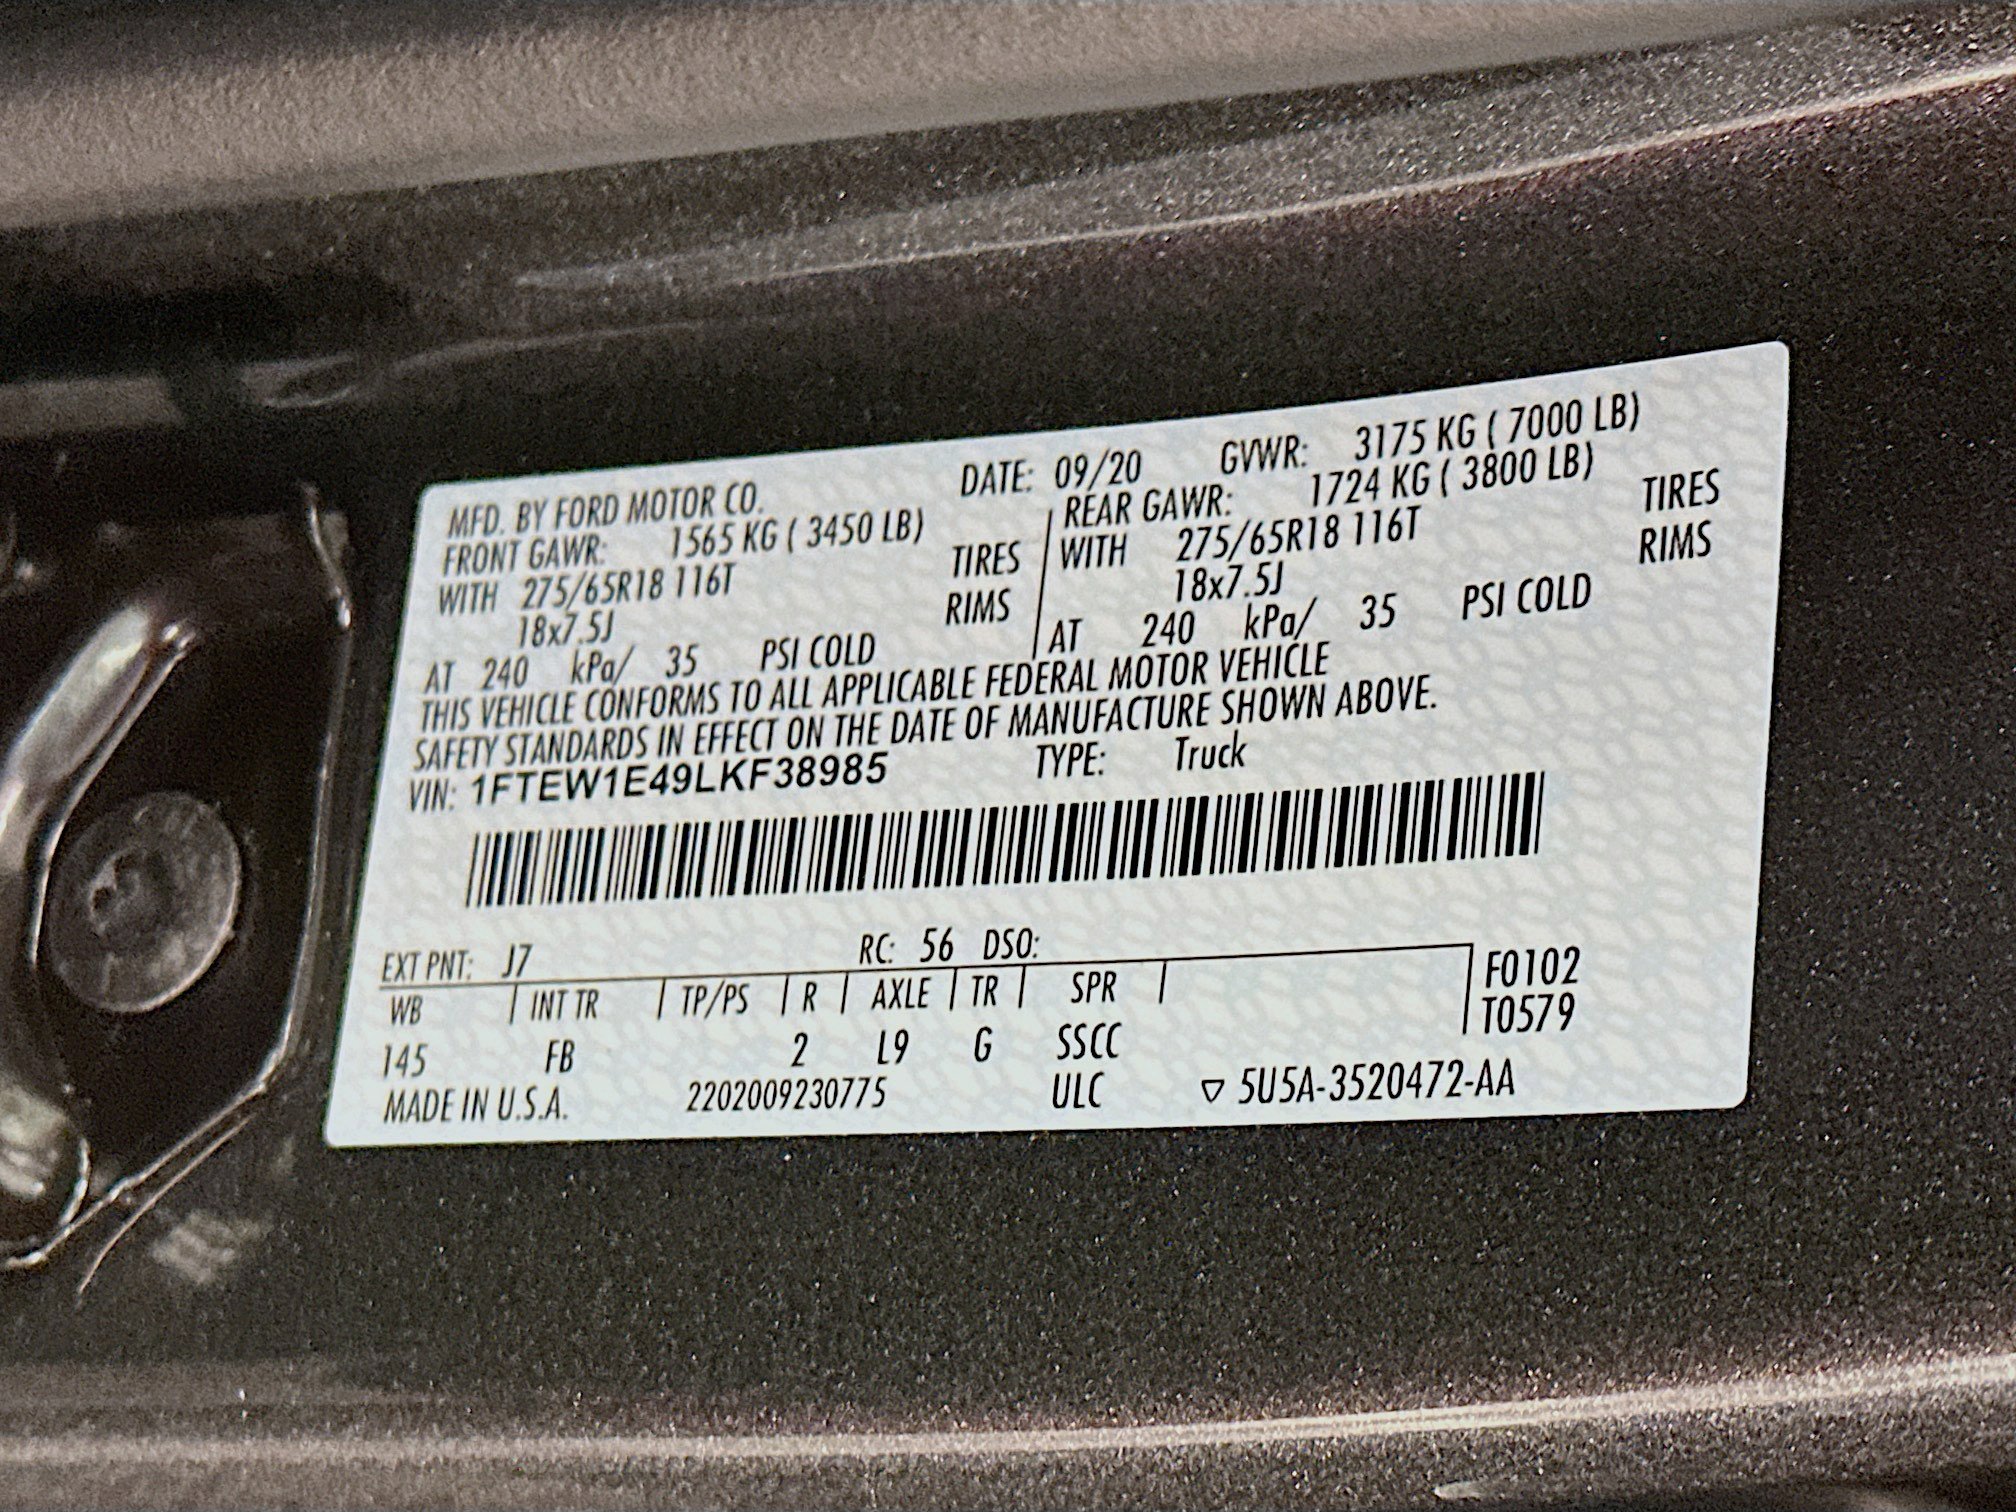 MFD. BY FORD MOTOR CO. DATE: 09/20 GVWR: 3175 KG ( 7000 LB)
FRONT GAWR: 1565 KG ( 3450 LB) REAR GAWR: 1724 KG ( 3800 LB)
WITH 275/65R18 116T TIRES WITH 275/65R18 116T TIRES
18x7.5J RIMS 18x7.5J RIMS
AT 240 kPa/ 35 PSI COLD AT 240 kPa/ 35 PSI COLD
THIS VEHICLE CONFORMS TO ALL APPLICABLE FEDERAL MOTOR VEHICLE
SAFETY STANDARDS IN EFFECT ON THE DATE OF MANUFACTURE SHOWN ABOVE.
VIN: 1FTEW1E49LKF38985 TYPE: Truck
EXT PNT: J7 RC: 56 DSO:
WB INT TR TP/PS R AXLE TR SPR F0102
T0579
145 FB 2 L9 G SSCC
MADE IN U.S.A. 2202009230775 ULC ▽ 5U5A-3520472-AA